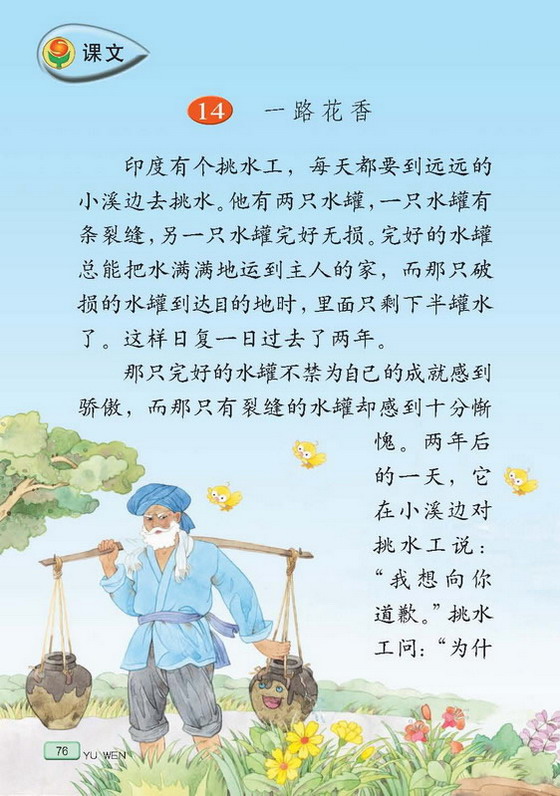 课文
14 一路花香
印度有个挑水工，每天都要到远远的
小溪边去挑水。他有两只水罐，一只水罐有
条裂缝，另一只水罐完好无损。完好的水罐
总能把水满满地运到主人的家，而那只破
损的水罐到达目的地时，里面只剩下半罐水
了。这样日复一日过去了两年。
那只完好的水罐不禁为自己的成就感到
骄傲，而那只有裂缝的水罐却感到十分惭
愧。两年后
的一天，它
在小溪边对
挑水工说：
“我想向你
道歉。”挑水
工问：“为什
76 YU WEN